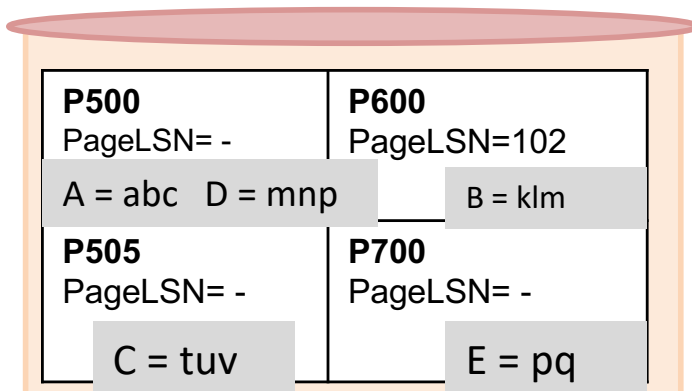 P500
PageLSN= -
A = abc D = mnp
P600
PageLSN=102
B = klm
P505
PageLSN= -
C = tuv
P700
PageLSN= -
E = pq